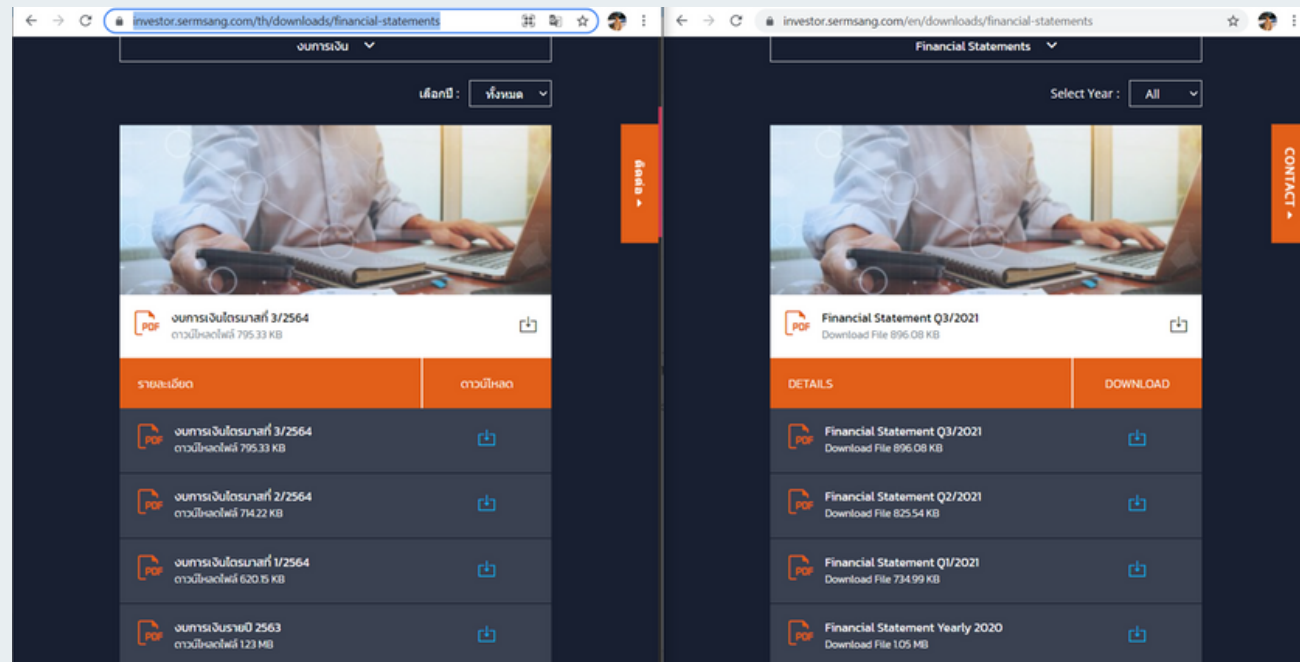 investor.sermsang.com/th/downloads/financial-statements
งบการเงิน
เลือกปี :
ทั้งหมด
ติดต่อ
PDF
งบการเงินไตรมาสที่ 3/2564
ดาวน์โหลดไฟล์ 795.33 KB
รายละเอียด
ดาวน์โหลด
PDF
งบการเงินไตรมาสที่ 3/2564
ดาวน์โหลดไฟล์ 795.33 KB
PDF
งบการเงินไตรมาสที่ 2/2564
ดาวน์โหลดไฟล์ 714.22 KB
PDF
งบการเงินไตรมาสที่ 1/2564
ดาวน์โหลดไฟล์ 620.15 KB
PDF
งบการเงินรายปี 2563
ดาวน์โหลดไฟล์ 1.23 MB
investor.sermsang.com/en/downloads/financial-statements
Financial Statements
Select Year :
All
CONTACT
PDF
Financial Statement Q3/2021
Download File 896.08 KB
DETAILS
DOWNLOAD
PDF
Financial Statement Q3/2021
Download File 896.08 KB
PDF
Financial Statement Q2/2021
Download File 825.54 KB
PDF
Financial Statement Q1/2021
Download File 734.99 KB
PDF
Financial Statement Yearly 2020
Download File 1.05 MB